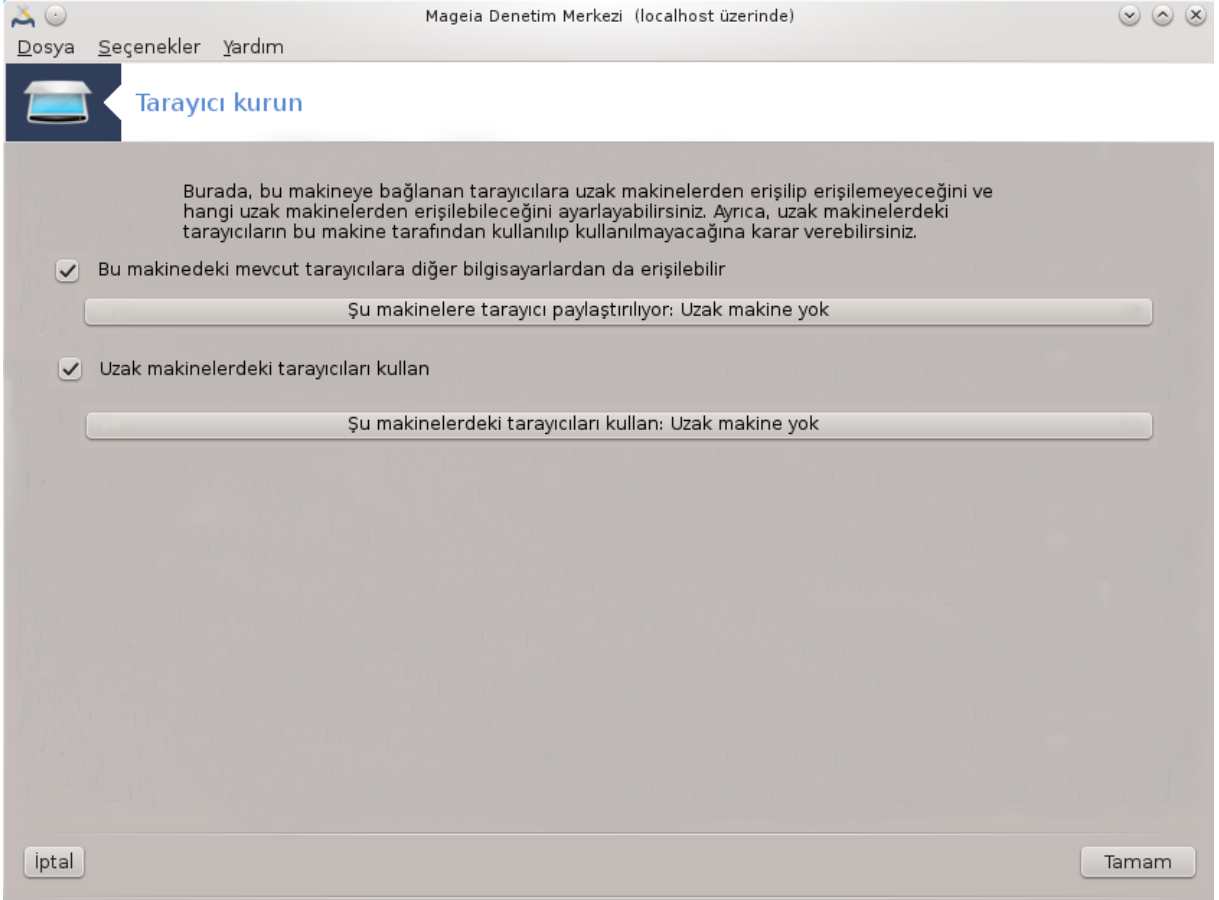 Mageia Denetim Merkezi (localhost üzerinde)
Dosya Seçenekler Yardım
Tarayıcı kurun
Burada, bu makineye bağlanan tarayıcılara uzak makinelerden erişilip erişilemeyeceğini ve
hangi uzak makinelerden erişilebileceğini ayarlayabilirsiniz. Ayrıca, uzak makinelerdeki
tarayıcıların bu makine tarafından kullanılıp kullanılmayacağına karar verebilirsiniz.
Bu makinedeki mevcut tarayıcılara diğer bilgisayarlardan da erişilebilir
Şu makinelere tarayıcı paylaştırılıyor: Uzak makine yok
Uzak makinelerdeki tarayıcıları kullan
Şu makinelerdeki tarayıcıları kullan: Uzak makine yok
İptal Tamam